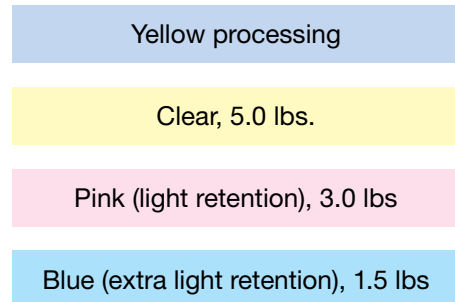 Yellow processing
Clear, 5.0 lbs.
Pink (light retention), 3.0 lbs
Blue (extra light retention), 1.5 lbs